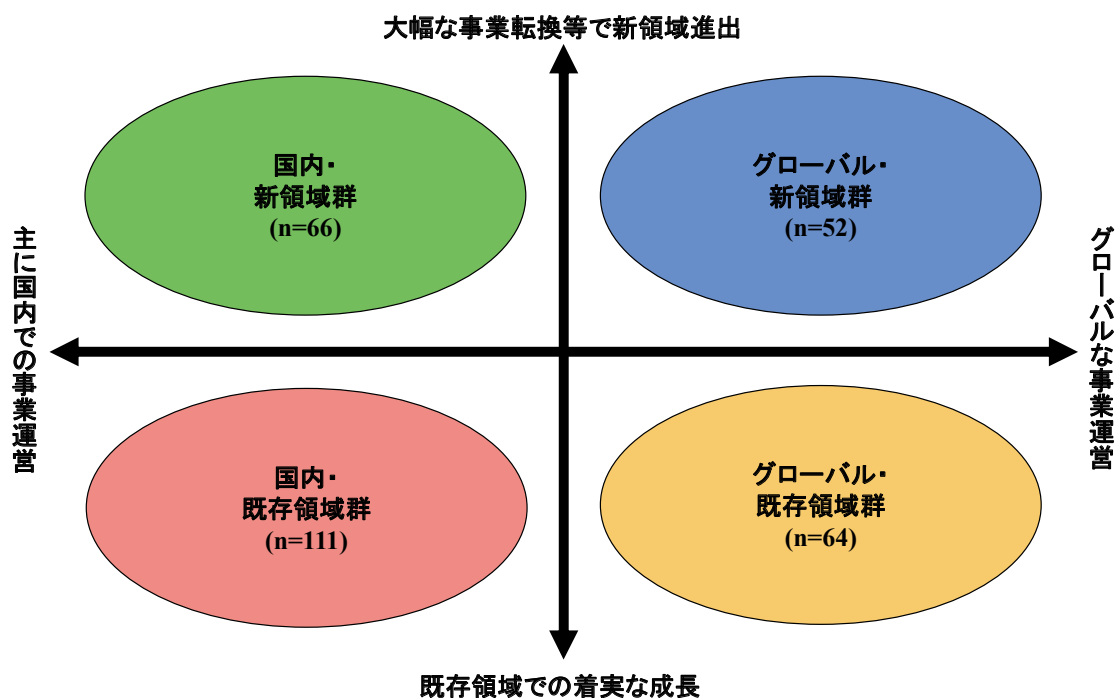 大幅な事業転換等で新領域進出
国内・
新領域群
(n=66)
グローバル・
新領域群
(n=52)
主に国内での事業運営
グローバルな事業運営
国内・
既存領域群
(n=111)
グローバル・
既存領域群
(n=64)
既存領域での着実な成長